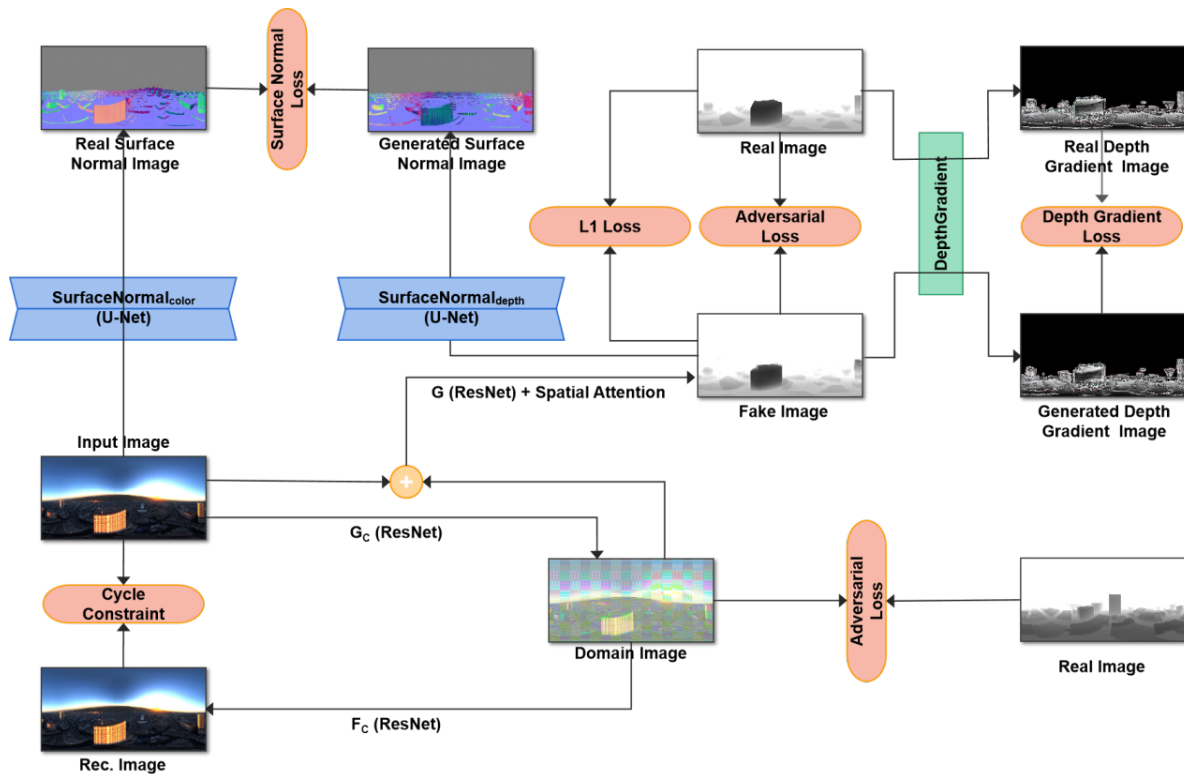 Surface Normal
Loss
Real Surface
Normal Image
Generated Surface
Normal Image
Real Image
Real Depth
Gradient Image
DepthGradient
L1 Loss
Adversarial
Loss
Depth Gradient
Loss
SurfaceNormalcolor
(U-Net)
SurfaceNormaldepth
(U-Net)
G (ResNet) + Spatial Attention
Fake Image
Generated Depth
Gradient Image
Input Image
+
GC (ResNet)
Cycle
Constraint
Adversarial
Loss
Domain Image
Real Image
FC (ResNet)
Rec. Image